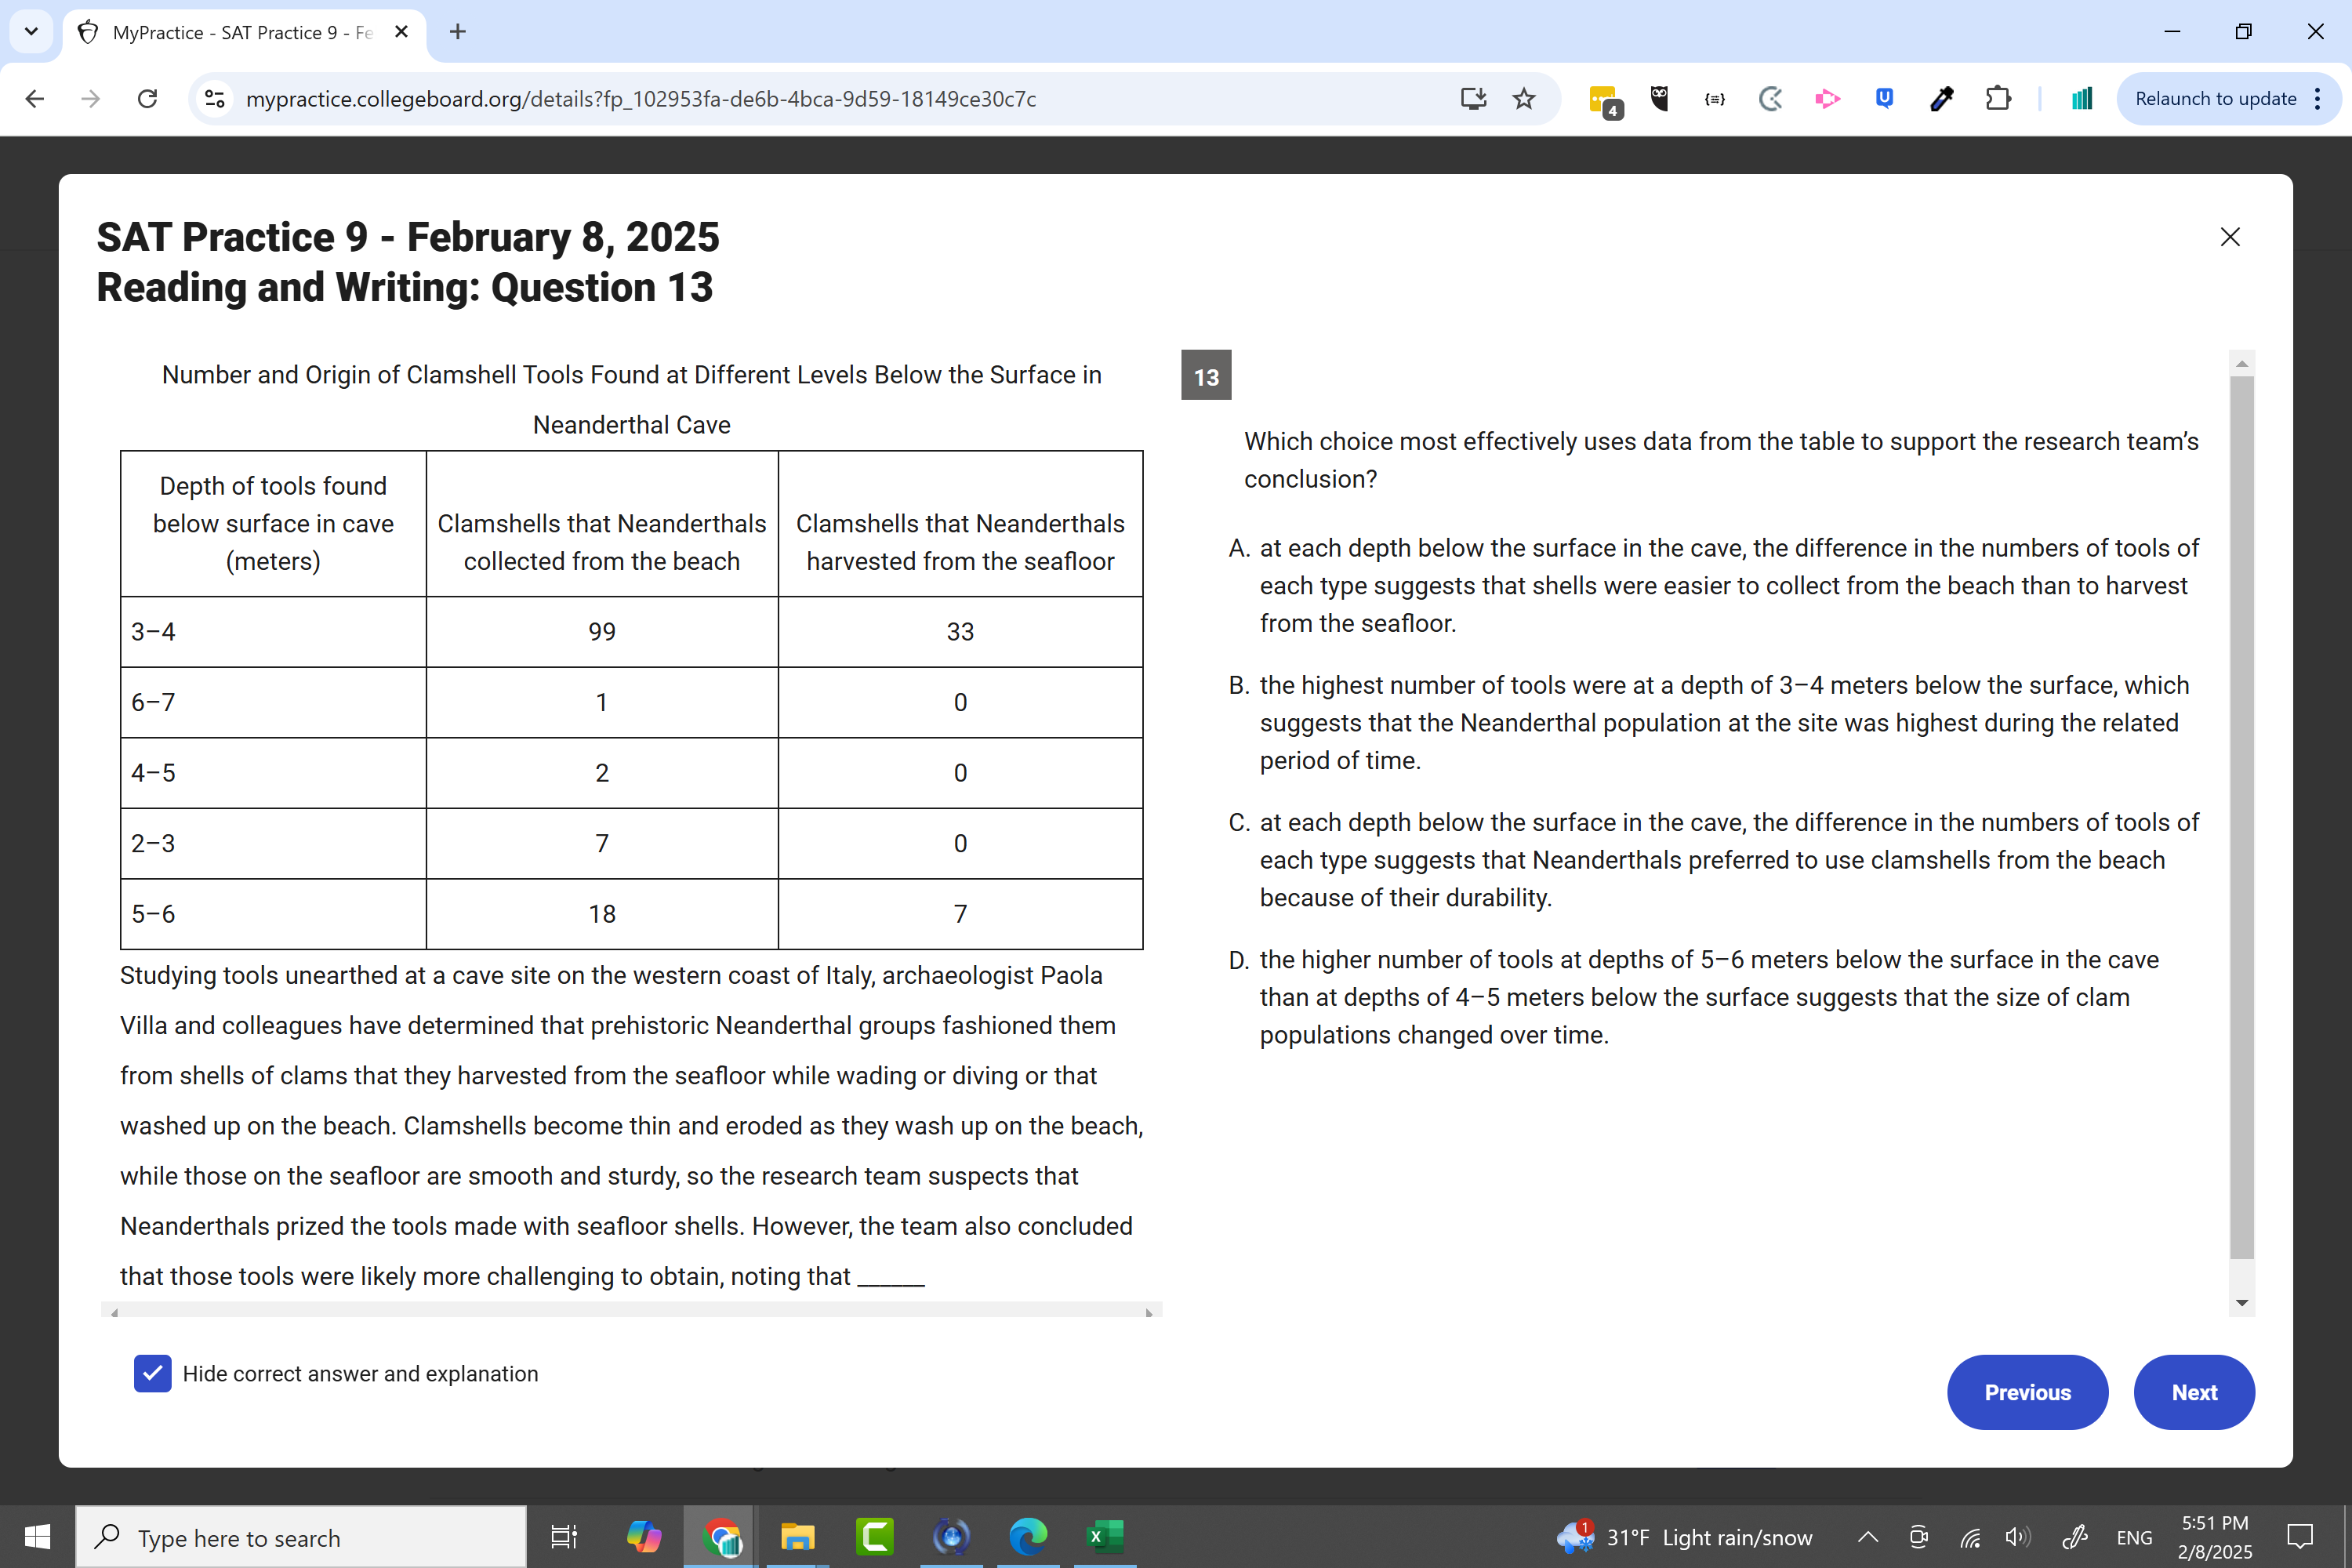 MyPractice - SAT Practice 9 - Fe
mypractice.collegeboard.org/details?fp_102953fa-de6b-4bca-9d59-18149ce30c7c
4
Relaunch to update
SAT Practice 9 - February 8, 2025
Reading and Writing: Question 13
Number and Origin of Clamshell Tools Found at Different Levels Below the Surface in
Neanderthal Cave
Depth of tools found
below surface in cave
(meters)
Clamshells that Neanderthals
collected from the beach
Clamshells that Neanderthals
harvested from the seafloor
3–4 99 33
6–7 1 0
4–5 2 0
2–3 7 0
5–6 18 7
Studying tools unearthed at a cave site on the western coast of Italy, archaeologist Paola
Villa and colleagues have determined that prehistoric Neanderthal groups fashioned them
from shells of clams that they harvested from the seafloor while wading or diving or that
washed up on the beach. Clamshells become thin and eroded as they wash up on the beach,
while those on the seafloor are smooth and sturdy, so the research team suspects that
Neanderthals prized the tools made with seafloor shells. However, the team also concluded
that those tools were likely more challenging to obtain, noting that ______
13
Which choice most effectively uses data from the table to support the research team’s
conclusion?
A. at each depth below the surface in the cave, the difference in the numbers of tools of
each type suggests that shells were easier to collect from the beach than to harvest
from the seafloor.
B. the highest number of tools were at a depth of 3–4 meters below the surface, which
suggests that the Neanderthal population at the site was highest during the related
period of time.
C. at each depth below the surface in the cave, the difference in the numbers of tools of
each type suggests that Neanderthals preferred to use clamshells from the beach
because of their durability.
D. the higher number of tools at depths of 5–6 meters below the surface in the cave
than at depths of 4–5 meters below the surface suggests that the size of clam
populations changed over time.
Hide correct answer and explanation
Previous
Next
Type here to search
1
31°F Light rain/snow
ENG
5:51 PM
2/8/2025